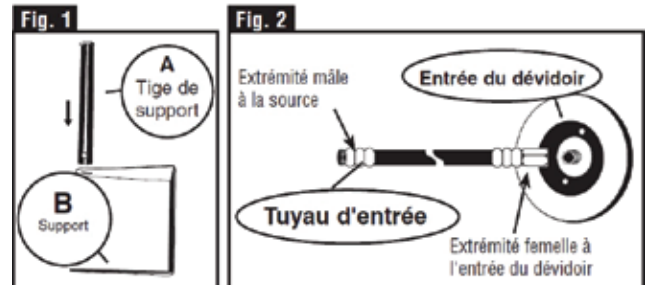 Fig. 1
A
Tige de
support
B
Support
Fig. 2
Extrémité mâle
à la source
Entrée du dévidoir
Tuyau d'entrée
Extrémité femelle à
l'entrée du dévidoir